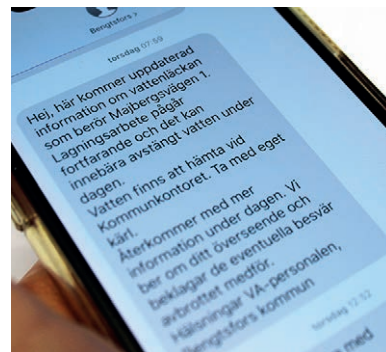 Bengtsfors >
torsdag 07:59
Hej, här kommer uppdaterad
information om vattenläckan
som berör Majbergsvägen 1.
Lagningsarbete pågår
fortfarande och det kan
innebära avstängt vatten under
dagen.
Vatten finns att hämta vid
Kommunkontoret. Ta med eget
kärl.
Återkommer med mer
information under dagen. Vi
ber om ditt överseende och
beklagar de eventuella besvär
avbrottet medför.
Hälsningar VA-personalen,
Bengtsfors kommun
torsdag 12:52
med